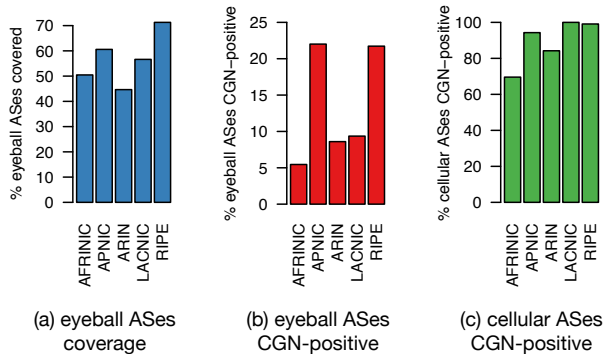 % eyeball ASes covered
70
60
50
40
30
20
10
0
AFRINIC
APNIC
ARIN
LACNIC
RIPE
(a) eyeball ASes
coverage
% eyeball ASes CGN−positive
25
20
15
10
5
0
AFRINIC
APNIC
ARIN
LACNIC
RIPE
(b) eyeball ASes
CGN-positive
% cellular ASes CGN−positive
100
80
60
40
20
0
AFRINIC
APNIC
ARIN
LACNIC
RIPE
(c) cellular ASes
CGN-positive